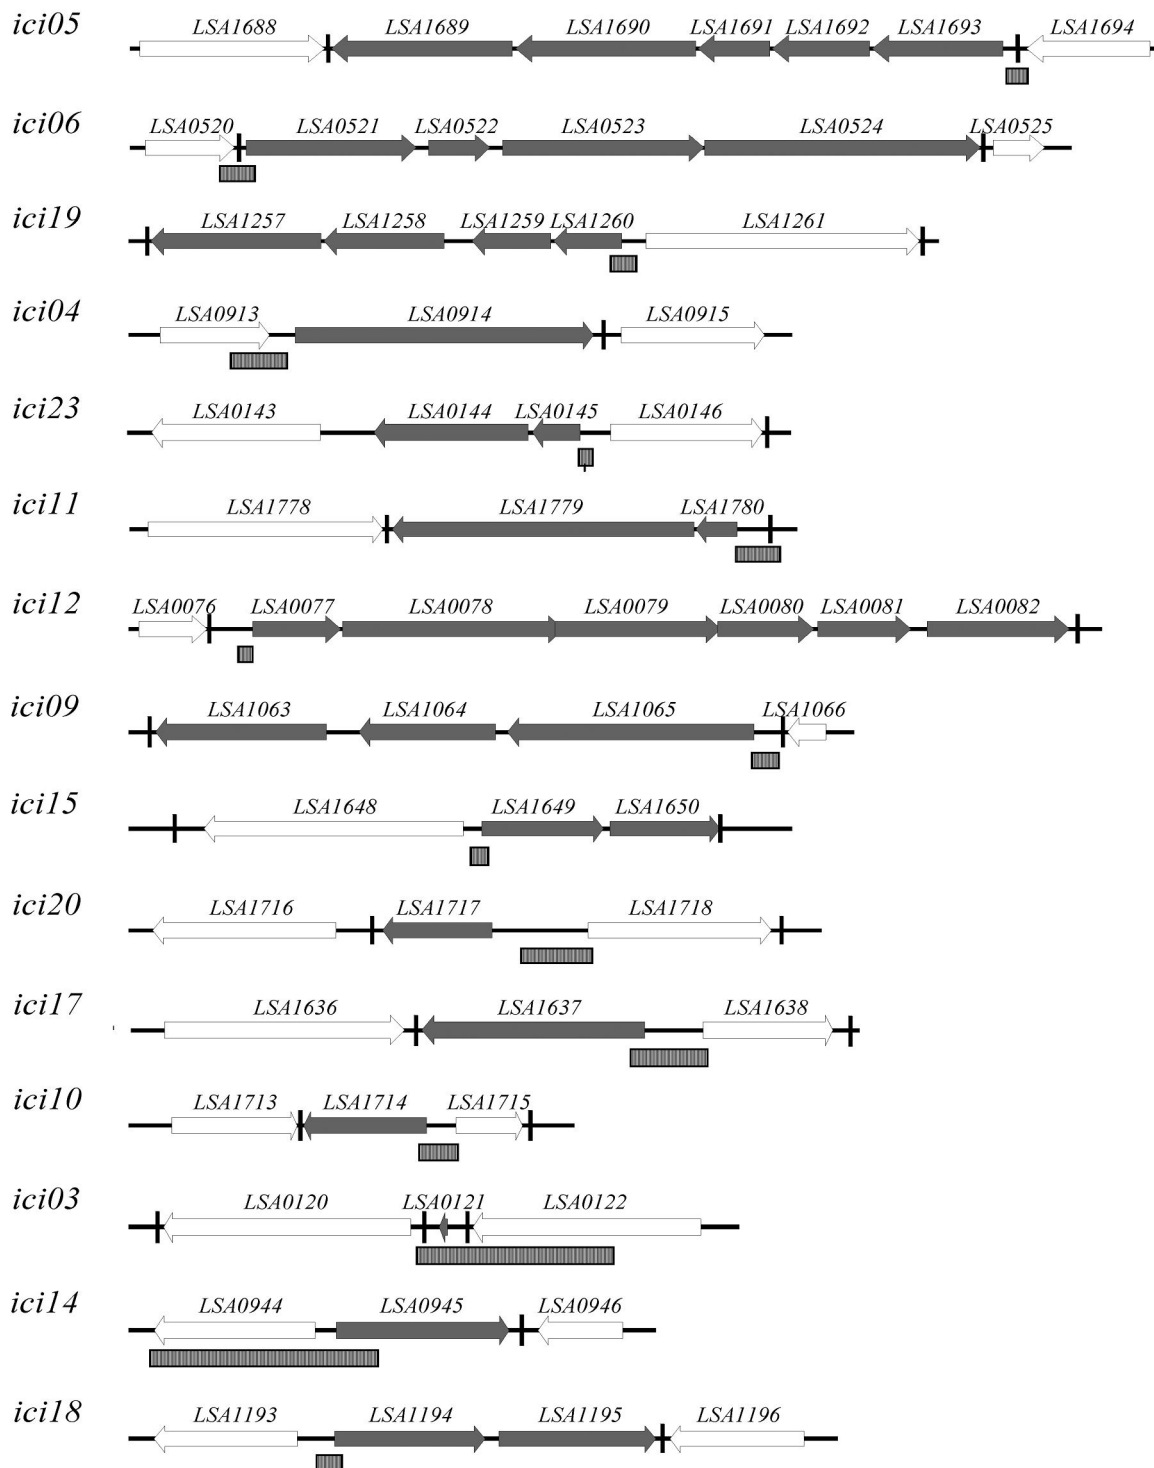 ici05 LSA1688 LSA1689 LSA1690 LSA1691 LSA1692 LSA1693 LSA1694
ici06 LSA0520 LSA0521 LSA0522 LSA0523 LSA0524 LSA0525
ici19 LSA1257 LSA1258 LSA1259 LSA1260 LSA1261
ici04 LSA0913 LSA0914 LSA0915
ici23 LSA0143 LSA0144 LSA0145 LSA0146
ici11 LSA1778 LSA1779 LSA1780
ici12 LSA0076 LSA0077 LSA0078 LSA0079 LSA0080 LSA0081 LSA0082
ici09 LSA1063 LSA1064 LSA1065 LSA1066
ici15 LSA1648 LSA1649 LSA1650
ici20 LSA1716 LSA1717 LSA1718
ici17 LSA1636 LSA1637 LSA1638
ici10 LSA1713 LSA1714 LSA1715
ici03 LSA0120 LSA0121 LSA0122
ici14 LSA0944 LSA0945 LSA0946
ici18 LSA1193 LSA1194 LSA1195 LSA1196